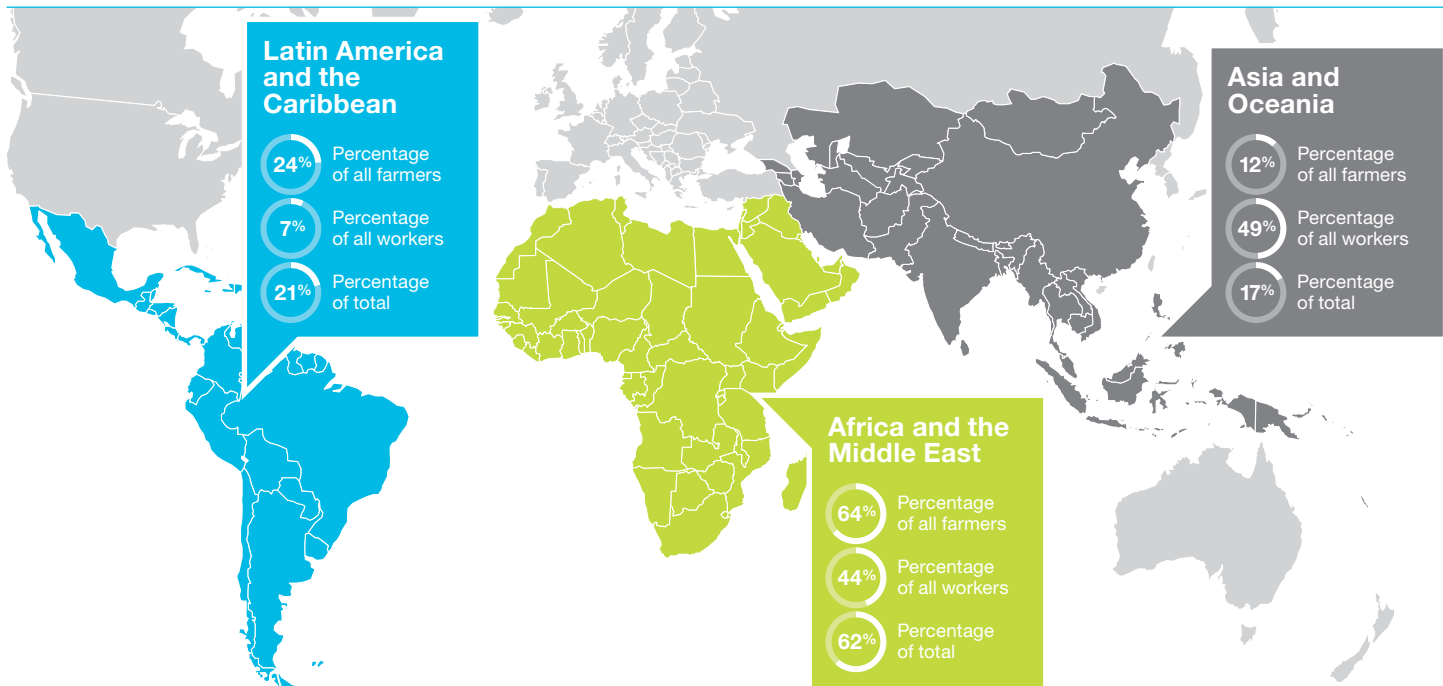 Latin America
and the
Caribbean
24%
Percentage
of all farmers
7%
Percentage
of all workers
21%
Percentage
of total
Asia and
Oceania
12%
Percentage
of all farmers
49%
Percentage
of all workers
17%
Percentage
of total
Africa and the
Middle East
64%
Percentage
of all farmers
44%
Percentage
of all workers
62%
Percentage
of total